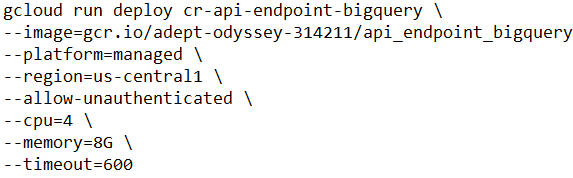 gcloud run deploy cr-api-endpoint-bigquery \
--image=gcr.io/adept-odyssey-314211/api_endpoint_bigquery
--platform=managed \
--region=us-central1 \
--allow-unauthenticated \
--cpu=4 \
--memory=8G \
--timeout=600